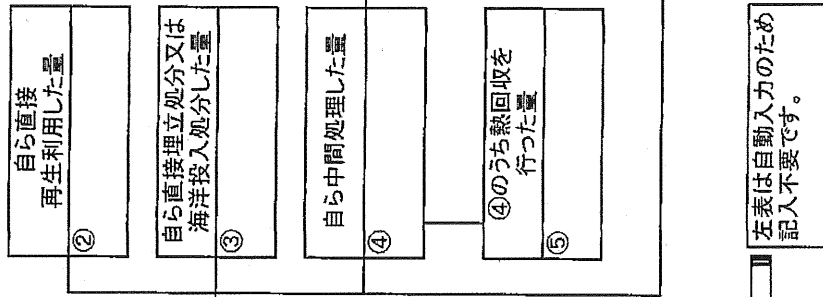 自ら直接
再生利用した量
②
自ら直接埋立処分又は
海洋投入処分した量
③
自ら中間処理した量
④
④のうち熱回収を
行った量
⑤
左表は自動入力のため
記入不要です。